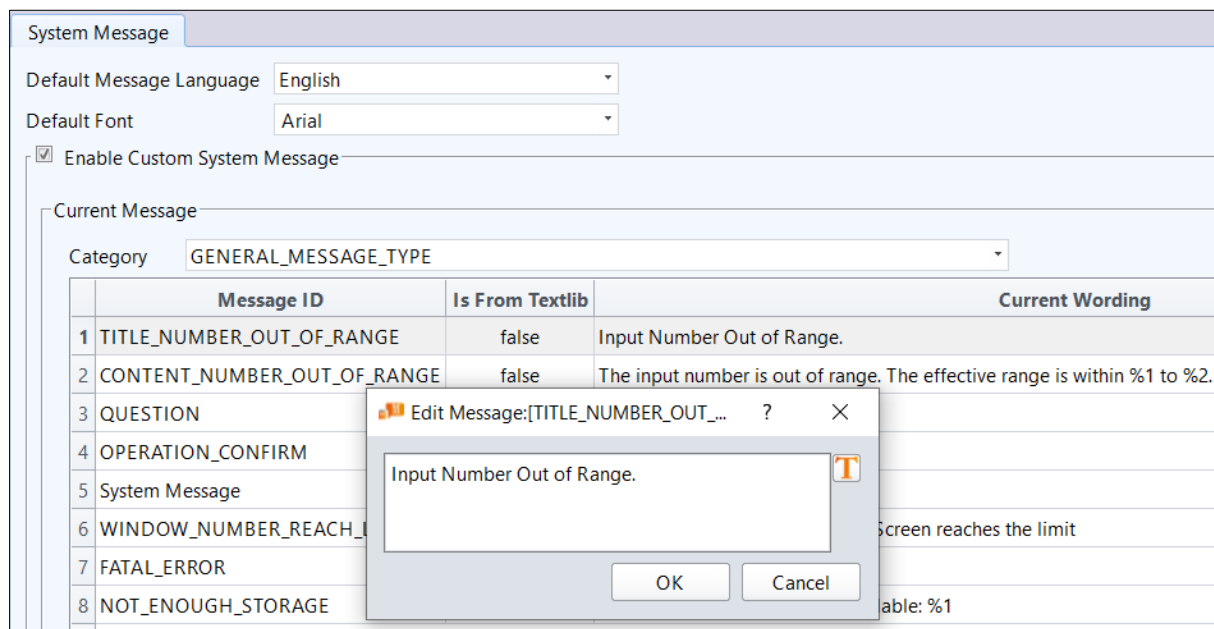 System Message
Default Message Language English
Default Font Arial
Enable Custom System Message
Current Message
Category GENERAL_MESSAGE_TYPE
Message ID Is From Textlib Current Wording
1 TITLE_NUMBER_OUT_OF_RANGE false Input Number Out of Range.
2 CONTENT_NUMBER_OUT_OF_RANGE false The input number is out of range. The effective range is within %1 to %2.
3 QUESTION
Edit Message:[TITLE_NUMBER_OUT_... ?
4 OPERATION_CONFIRM
Input Number Out of Range. T
5 System Message
6 WINDOW_NUMBER_REACH_ Screen reaches the limit
7 FATAL_ERROR
OK Cancel
8 NOT_ENOUGH_STORAGE lable: %1